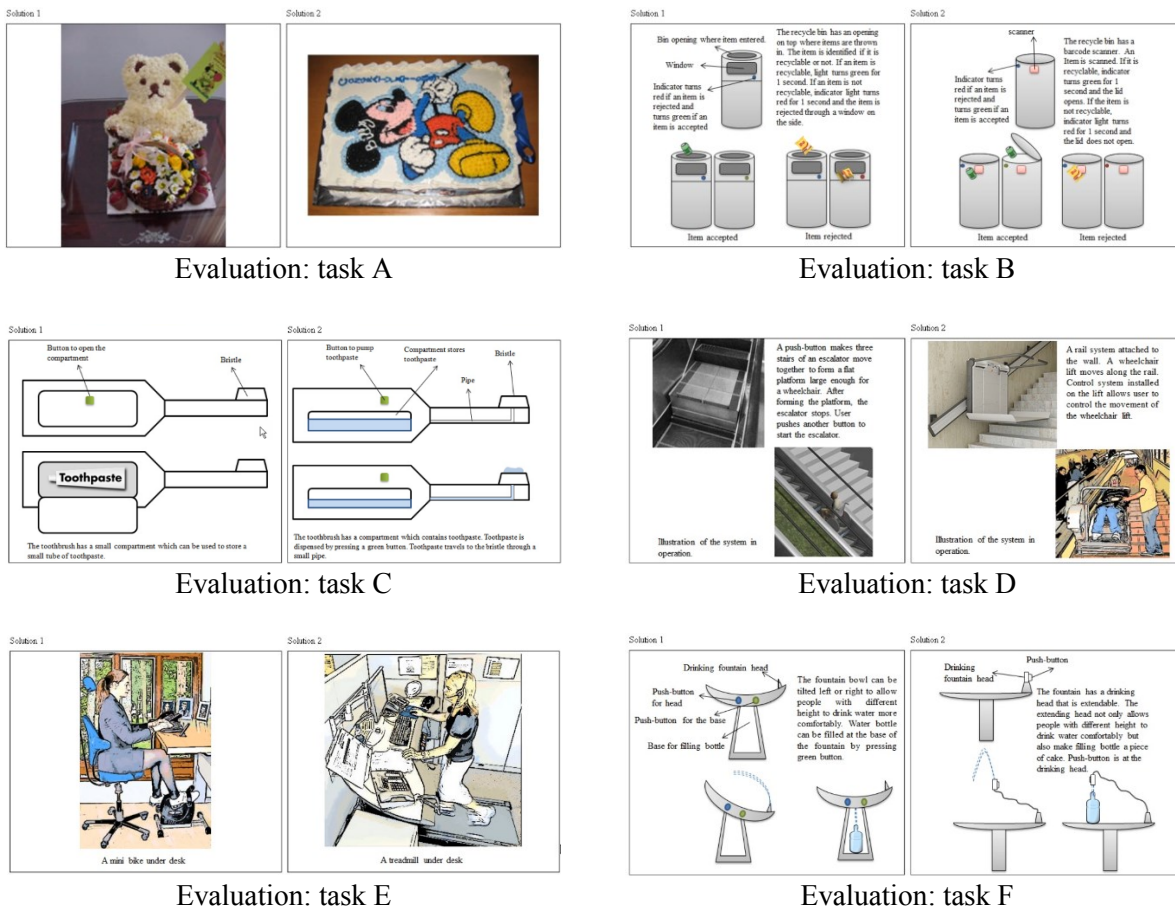 Solution 1
Solution 2
Evaluation: task A
Solution 1
Bin opening where item entered.
Window
Indicator turns
red if an item is
rejected and
turns green if an
item is accepted
The recycle bin has an opening
on top where items are thrown
in. The item is identified if it is
recyclable or not. If an item is
recyclable, light turns green for
1 second. If an item is not
recyclable, indicator light turns
red for 1 second and the item is
rejected through a window on
the side.
Item accepted
Item rejected
Solution 2
scanner
Indicator turns
red if an item is
rejected and
turns green if an
item is accepted
The recycle bin has a
barcode scanner. An
Item is scanned. If it is
recyclable, indicator
turns green for 1
second and the lid
opens. If the item is
not recyclable,
indicator light turns
red for 1 second and
the lid does not open.
Item accepted
Item rejected
Evaluation: task B
Solution 1
Button to open the
compartment
Bristle
Toothpaste
The toothbrush has a small compartment which can be used to store a
small tube of toothpaste.
Solution 2
Button to pump
toothpaste
Compartment stores
toothpaste
Bristle
Pipe
The toothbrush has a compartment which contains toothpaste. Toothpaste is
dispensed by pressing a green button. Toothpaste travels to the bristle through a
small pipe.
Evaluation: task C
Solution 1
A push-button makes three
stairs of an escalator move
together to form a flat
platform large enough for
a wheelchair. After
forming the platform, the
escalator stops. User
pushes another button to
start the escalator.
Illustration of the system in
operation.
Solution 2
A rail system attached to
the wall. A wheelchair
lift moves along the rail.
Control system installed
on the lift allows user to
control the movement of
the wheelchair lift.
Illustration of the system in
operation.
Evaluation: task D
Solution 1
A mini bike under desk
Solution 2
A treadmill under desk
Evaluation: task E
Solution 1
Drinking fountain head
Push-button
for head
Push-button for the base
Base for filling bottle
The fountain bowl can be
tilted left or right to allow
people with different
height to drink water more
comfortably. Water bottle
can be filled at the base of
the fountain by pressing
green button.
Solution 2
Push-button
Drinking
fountain head
The fountain has a drinking
head that is extendable. The
extending head not only allows
people with different height to
drink water comfortably but
also make filling bottle a piece
of cake. Push-button is at the
drinking head.
Evaluation: task F